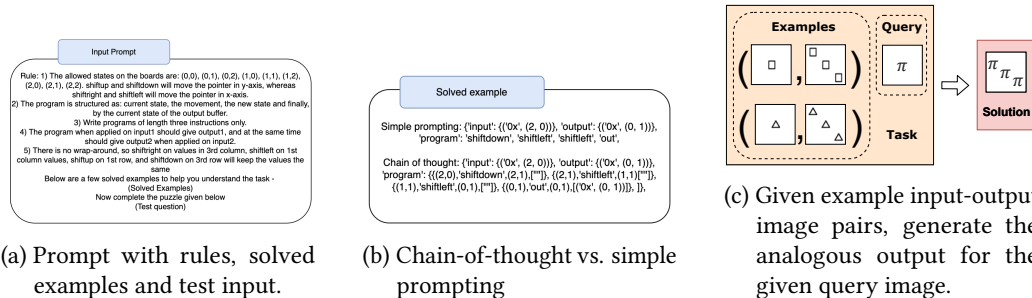 Input Prompt
Rule: 1) The allowed states on the boards are: (0,0), (0,1), (0,2), (1,0), (1,1), (1,2),
(2,0), (2,1), (2,2). shiftup and shiftdown will move the pointer in y-axis, whereas
shiftright and shiftleft will move the pointer in x-axis.
2) The program is structured as: current state, the movement, the new state and finally,
by the current state of the output buffer.
3) Write programs of length three instructions only.
4) The program when applied on input1 should give output1, and at the same time
should give output2 when applied on input2.
5) There is no wrap-around, so shiftright on values in 3rd column, shiftleft on 1st
column values, shiftup on 1st row, and shiftdown on 3rd row will keep the values the
same
Below are a few solved examples to help you understand the task -
(Solved Examples)
Now complete the puzzle given below
(Test question)
(a) Prompt with rules, solved
examples and test input.
Solved example
Simple prompting: {'input': {('0x', (2, 0))}, 'output': {('0x', (0, 1))},
'program': 'shiftdown', 'shiftleft', 'shiftleft', 'out',
Chain of thought: {'input': {('0x', (2, 0))}, 'output': {('0x', (0, 1))},
'program': {{(2,0),'shiftdown',(2,1),[""]}, {(2,1),'shiftleft',(1,1)[""]},
{(1,1),'shiftleft',(0,1),[""]}, {(0,1),'out',(0,1),[('0x', (0, 1))]}, ]},
(b) Chain-of-thought vs. simple
prompting
Examples
Query
( , )
π
( , )
Task
π
π
π
Solution
(c) Given example input-output
image pairs, generate the
analogous output for the
given query image.